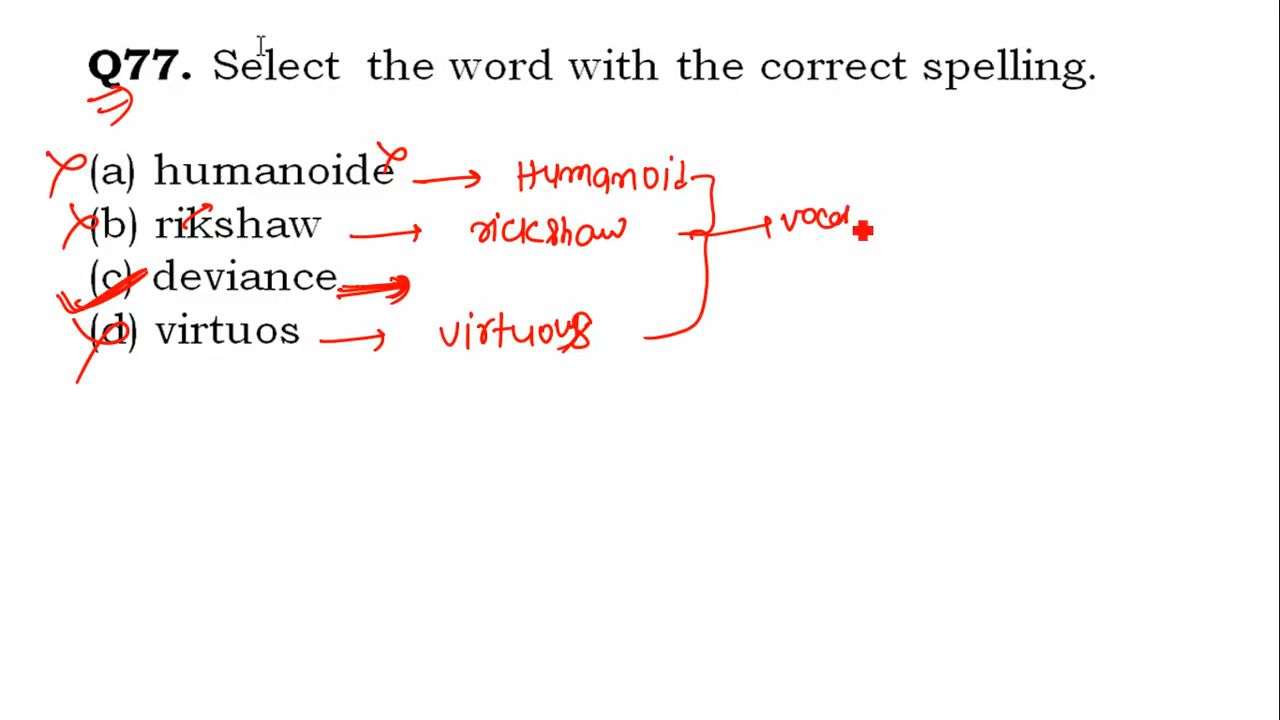 Q77. Select the word with the correct spelling.
(a) humanoide → Humanoid
(b) rikshaw → rickshaw → vocal
(c) deviance
(d) virtuos → virtuous